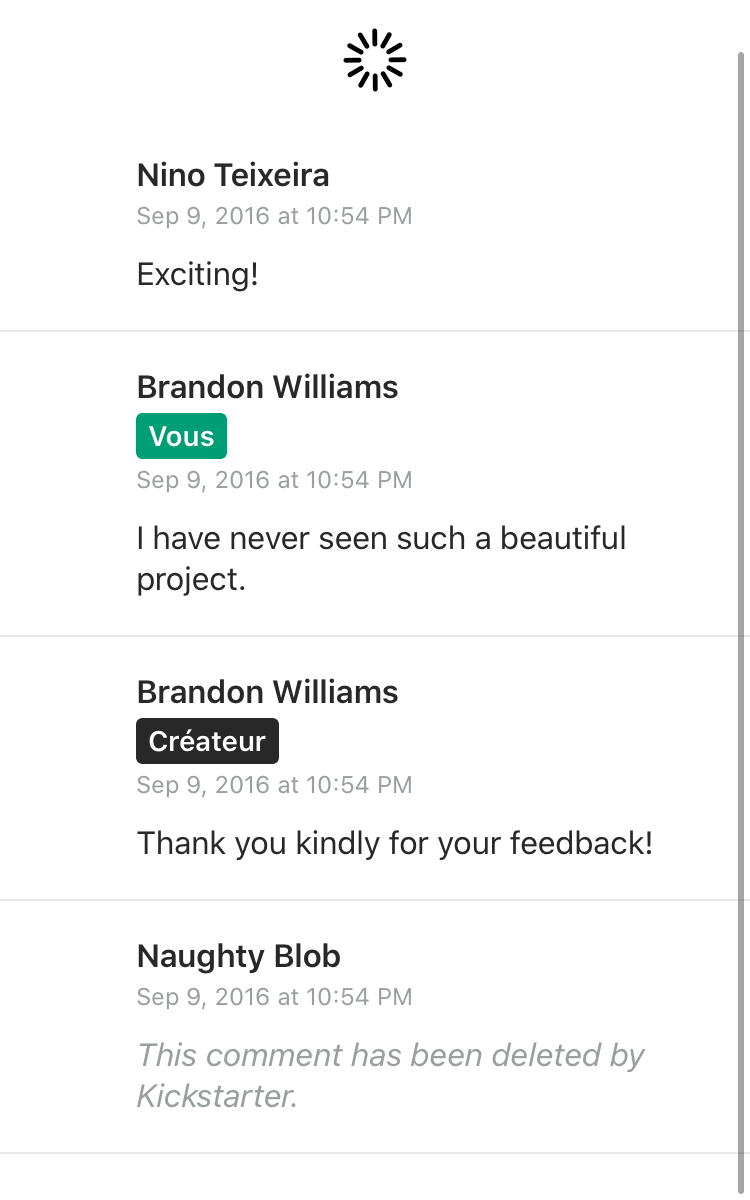 Nino Teixeira
Sep 9, 2016 at 10:54 PM
Exciting!
Brandon Williams
Vous
Sep 9, 2016 at 10:54 PM
I have never seen such a beautiful
project.
Brandon Williams
Créateur
Sep 9, 2016 at 10:54 PM
Thank you kindly for your feedback!
Naughty Blob
Sep 9, 2016 at 10:54 PM
This comment has been deleted by
Kickstarter.